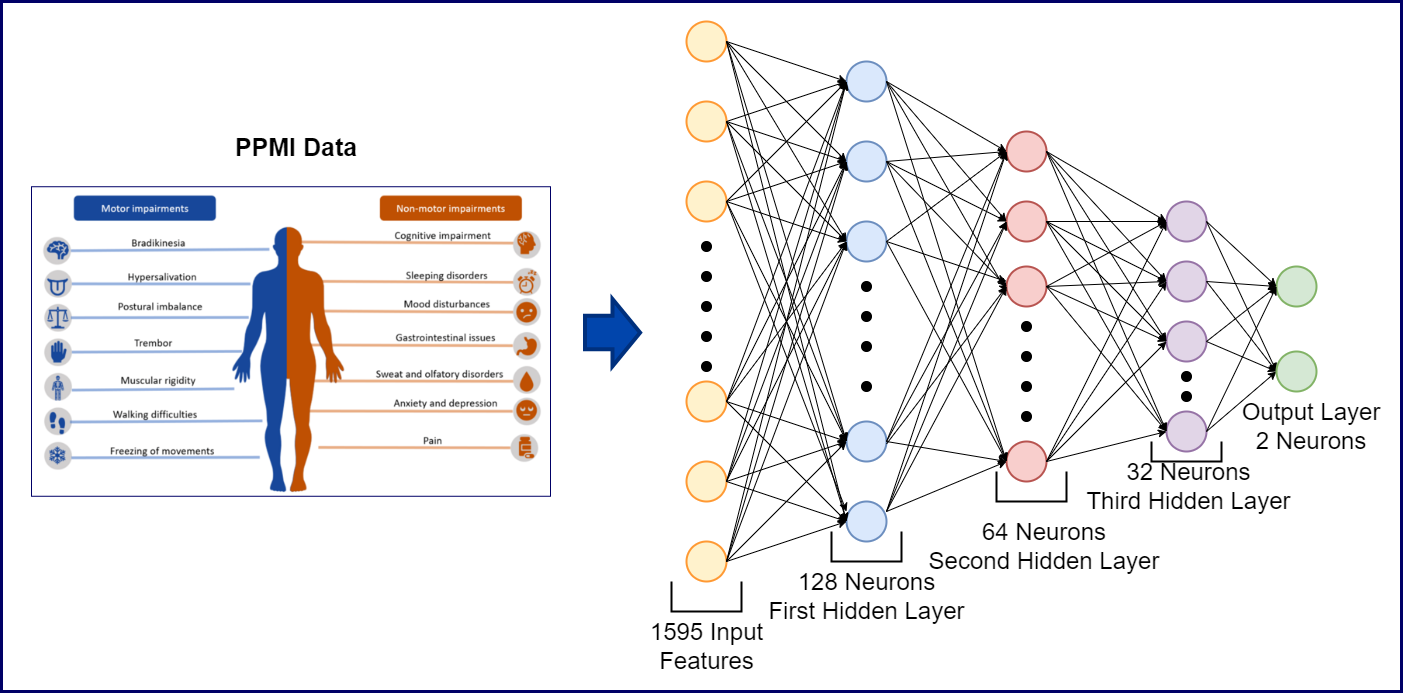 PPMI Data
Motor impairments
Bradikinesia
Hypersalivation
Postural imbalance
Trembor
Muscular rigidity
Walking difficulties
Freezing of movements
Non-motor impairments
Cognitive impairment
Sleeping disorders
Mood disturbances
Gastrointestinal issues
Sweat and olfatory disorders
Anxiety and depression
Pain
1595 Input
Features
128 Neurons
First Hidden Layer
64 Neurons
Second Hidden Layer
32 Neurons
Third Hidden Layer
Output Layer
2 Neurons